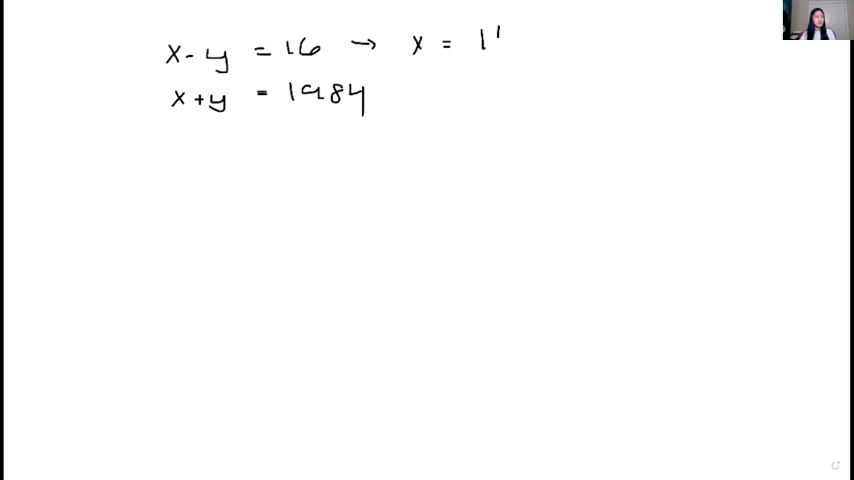 x - y = 16 → x = 1
x + y = 1984